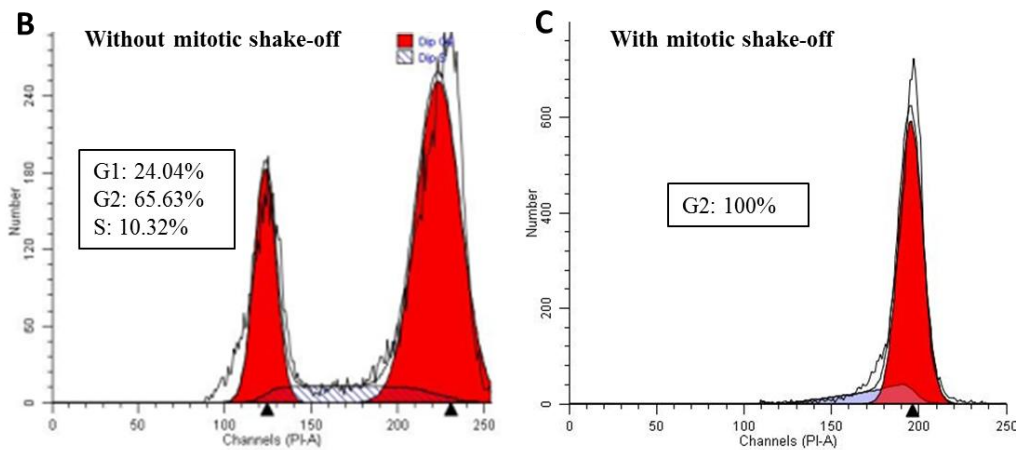 B
Without mitotic shake-off
Dip
Dip S
G1: 24.04%
G2: 65.63%
S: 10.32%
Number
0
60
120
180
240
0
50
100
150
200
250
Channels (PI-A)
C
With mitotic shake-off
G2: 100%
Number
0
200
400
600
0
50
100
150
200
250
Channels (PI-A)